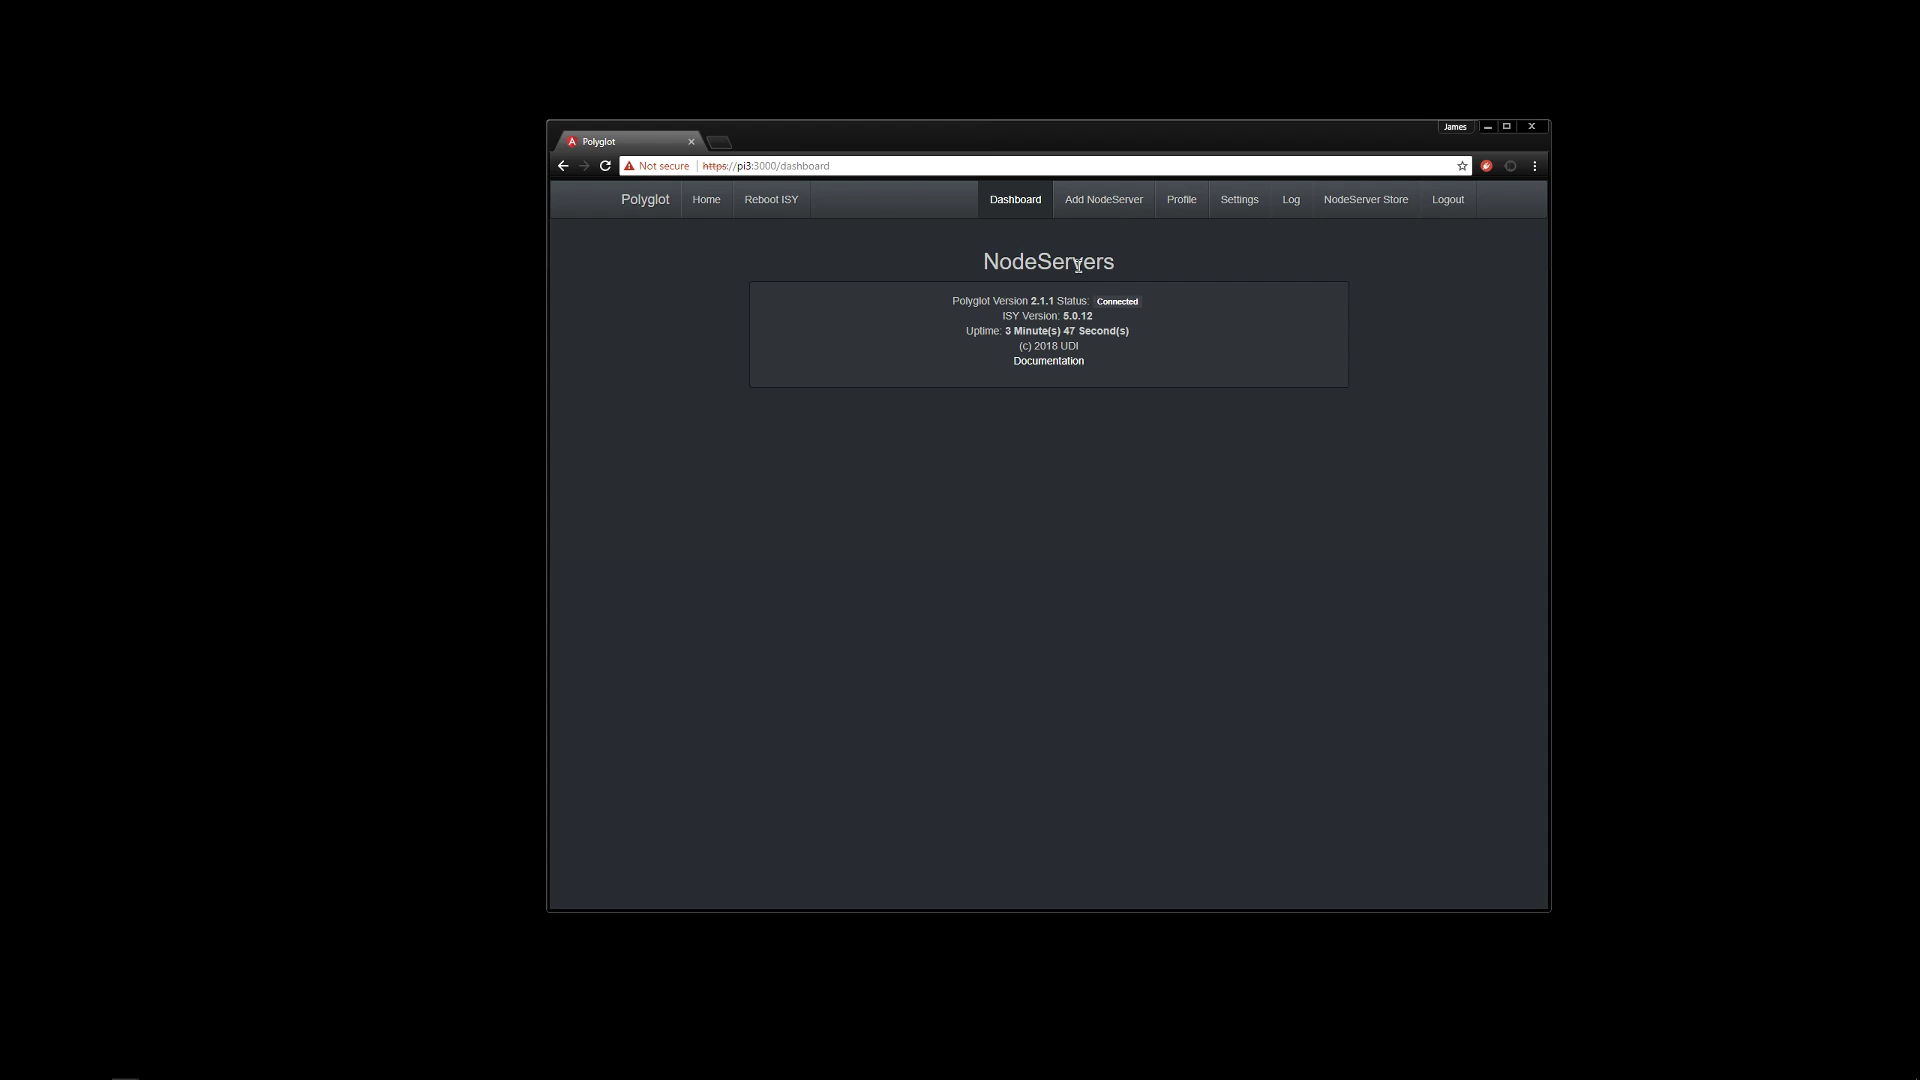 James
Polyglot
Not secure https://pi3:3000/dashboard
Polyglot Home Reboot ISY Dashboard Add NodeServer Profile Settings Log NodeServer Store Logout
NodeServers
Polyglot Version 2.1.1 Status: Connected
ISY Version: 5.0.12
Uptime: 3 Minute(s) 47 Second(s)
(c) 2018 UDI
Documentation